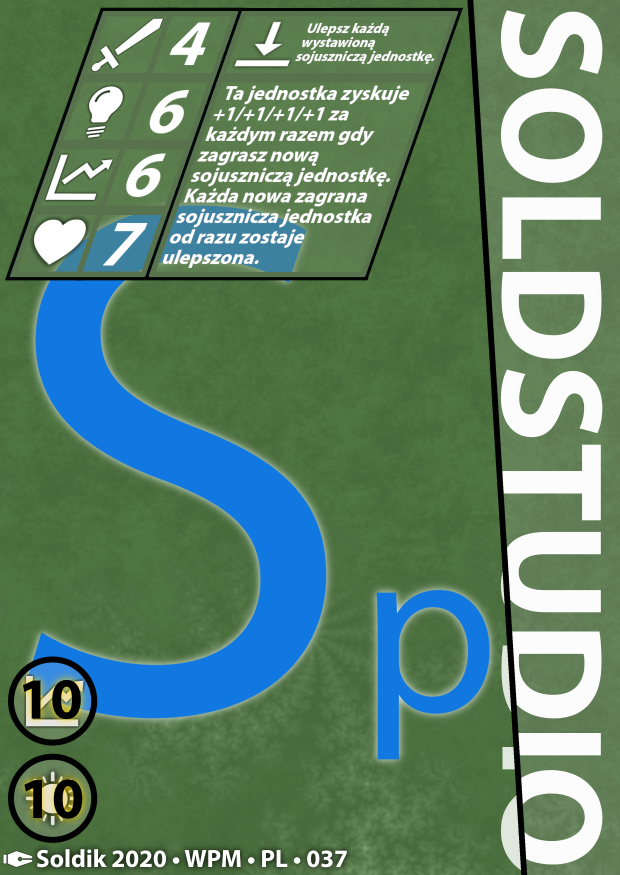 4
Ulepsz każdą
wystawioną
sojuszniczą jednostkę.
6
6
7
Ta jednostka zyskuje
+1/+1/+1/+1 za
każdym razem gdy
zagrasz nową
sojuszniczą jednostkę.
Każda nowa zagrana
sojusznicza jednostka
od razu zostaje
ulepszona.
SOLDSTUDIO
Sp
10
10
Soldik 2020 • WPM • PL • 037